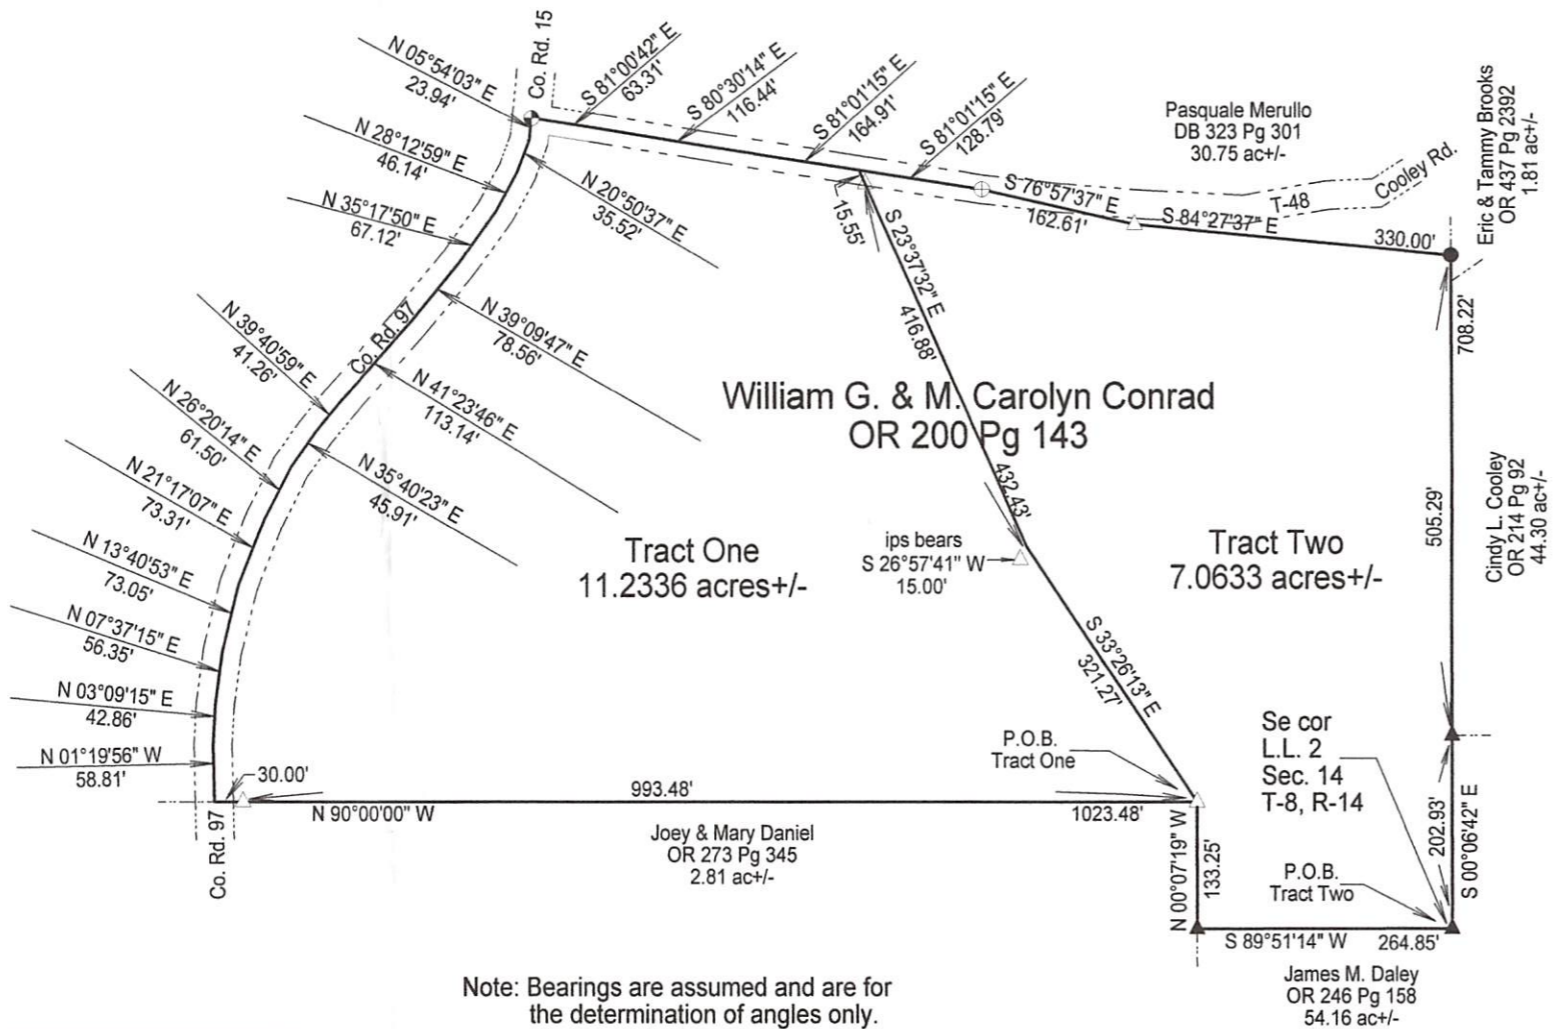 Co. Rd. 15
N 05°54'03" E
23.94'
S 81°00'42" E
63.31'
S 80°30'14" E
116.44'
S 81°01'15" E
164.91'
S 81°01'15" E
128.79'
Pasquale Merullo
DB 323 Pg 301
30.75 ac+/-
Eric & Tammy Brooks
OR 437 Pg 2392
1.81 ac+/-
N 28°12'59" E
46.14'
N 20°50'37" E
35.52'
N 35°17'50" E
67.12'
15.55'
S 76°57'37" E
162.61'
Cooley Rd.
T-48
S 84°27'37" E
330.00'
S 23°37'32" E
416.88'
708.22'
N 39°09'47" E
78.56'
N 39°40'59" E
41.26'
Co. Rd. 97
N 41°23'46" E
113.14'
William G. & M. Carolyn Conrad
OR 200 Pg 143
N 26°20'14" E
61.50'
N 35°40'23" E
45.91'
432.43'
N 21°17'07" E
73.31'
505.29'
Cindy L. Cooley
OR 214 Pg 92
44.30 ac+/-
N 13°40'53" E
73.05'
Tract One
11.2336 acres+/-
ips bears
S 26°57'41" W
15.00'
Tract Two
7.0633 acres+/-
N 07°37'15" E
56.35'
S 33°26'13" E
321.27'
N 03°09'15" E
42.86'
N 01°19'56" W
58.81'
P.O.B.
Tract One
Se cor
L.L. 2
Sec. 14
T-8, R-14
30.00'
993.48'
N 90°00'00" W
1023.48'
202.93'
S 00°06'42" E
Joey & Mary Daniel
OR 273 Pg 345
2.81 ac+/-
Co. Rd. 97
N 00°07'19" W
133.25'
P.O.B.
Tract Two
S 89°51'14" W
264.85'
James M. Daley
OR 246 Pg 158
54.16 ac+/-
Note: Bearings are assumed and are for
the determination of angles only.